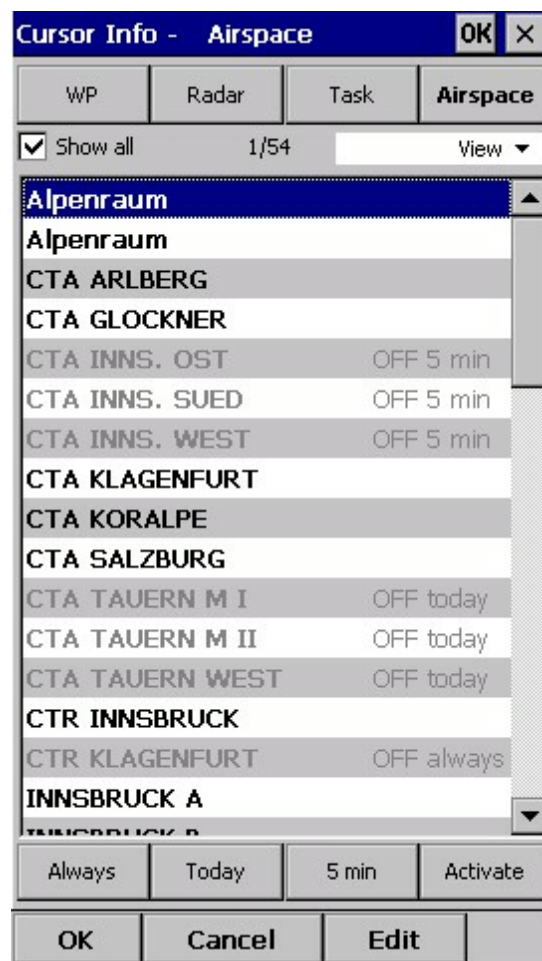 Cursor Info - Airspace OK ×
WP Radar Task Airspace
Show all 1/54 View
Alpenraum
Alpenraum
CTA ARLBERG
CTA GLOCKNER
CTA INNS. OST OFF 5 min
CTA INNS. SUED OFF 5 min
CTA INNS. WEST OFF 5 min
CTA KLAGENFURT
CTA KORALPE
CTA SALZBURG
CTA TAUERN M I OFF today
CTA TAUERN M II OFF today
CTA TAUERN WEST OFF today
CTR INNSBRUCK
CTR KLAGENFURT OFF always
INNSBRUCK A
INNSBRUCK B
Always Today 5 min Activate
OK Cancel Edit